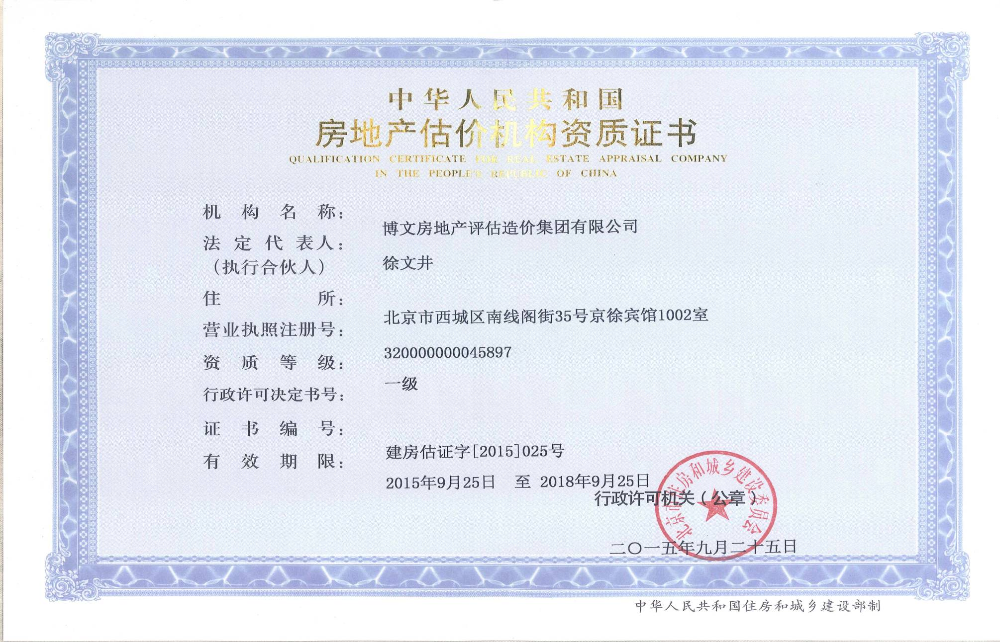 中华人民共和国
房地产估价机构资质证书
QUALIFICATION CERTIFICATE FOR REAL ESTATE APPRAISAL COMPANY
IN THE PEOPLE'S REPUBLIC OF CHINA
机构名称：
博文房地产评估造价集团有限公司
法定代表人：
（执行合伙人）
徐文井
住所：
北京市西城区南线阁街35号京徐宾馆1002室
营业执照注册号：
320000000045897
资质等级：
一级
行政许可决定书号：
证书编号：
建房估证字[2015]025号
有效期限：
2015年9月25日 至 2018年9月25日
行政许可机关（公章）
北京市住房和城乡建设委员会
二〇一五年九月二十五日
中华人民共和国住房和城乡建设部制